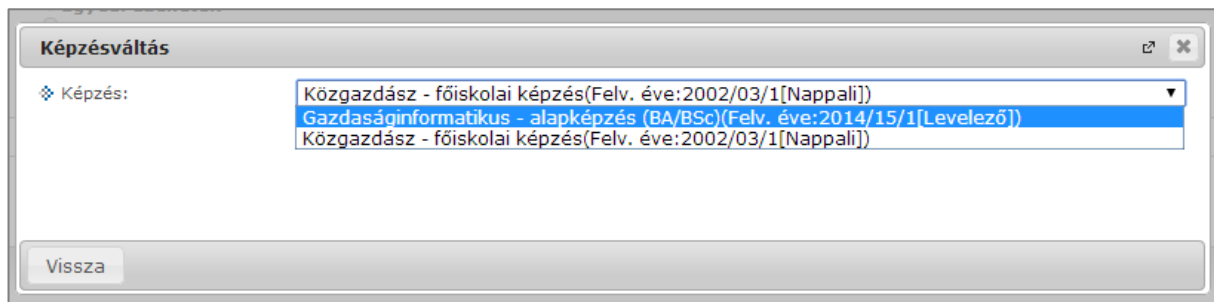 Képzésváltás
Képzés:
Közgazdász - főiskolai képzés(Felv. éve:2002/03/1[Nappali])
Gazdaséginformatikus - alapképzés (BA/BSc)(Felv. éve:2014/15/1[Levelező])
Közgazdász - főiskolai képzés(Felv. éve:2002/03/1[Nappali])
Vissza